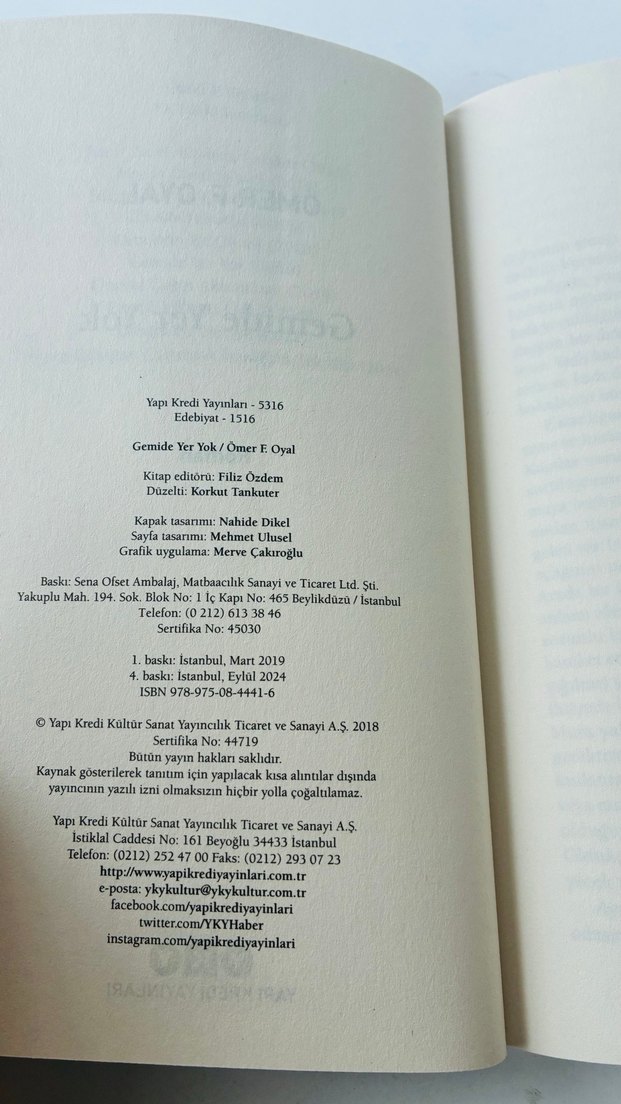 Yapı Kredi Yayınları - 5316
Edebiyat - 1516
Gemide Yer Yok / Ömer F. Oyal
Kitap editörü: Filiz Özdem
Düzelti: Korkut Tankuter
Kapak tasarımı: Nahide Dikel
Sayfa tasarımı: Mehmet Ulusel
Grafik uygulama: Merve Çakıroğlu
Baskı: Sena Ofset Ambalaj, Matbaacılık Sanayi ve Ticaret Ltd. Şti.
Yakuplu Mah. 194. Sok. Blok No: 1 İç Kapı No: 465 Beylikdüzü / İstanbul
Telefon: (0 212) 613 38 46
Sertifika No: 45030
1. baskı: İstanbul, Mart 2019
4. baskı: İstanbul, Eylül 2024
ISBN 978-975-08-4441-6
© Yapı Kredi Kültür Sanat Yayıncılık Ticaret ve Sanayi A.Ş. 2018
Sertifika No: 44719
Bütün yayın hakları saklıdır.
Kaynak gösterilerek tanıtım için yapılacak kısa alıntılar dışında
yayıncının yazılı izni olmaksızın hiçbir yolla çoğaltılamaz.
Yapı Kredi Kültür Sanat Yayıncılık Ticaret ve Sanayi A.Ş.
İstiklal Caddesi No: 161 Beyoğlu 34433 İstanbul
Telefon: (0212) 252 47 00 Faks: (0212) 293 07 23
http://www.yapikrediyayinlari.com.tr
e-posta: ykykultur@ykykultur.com.tr
facebook.com/yapikrediyayinlari
twitter.com/YKYHaber
instagram.com/yapikrediyayinlari